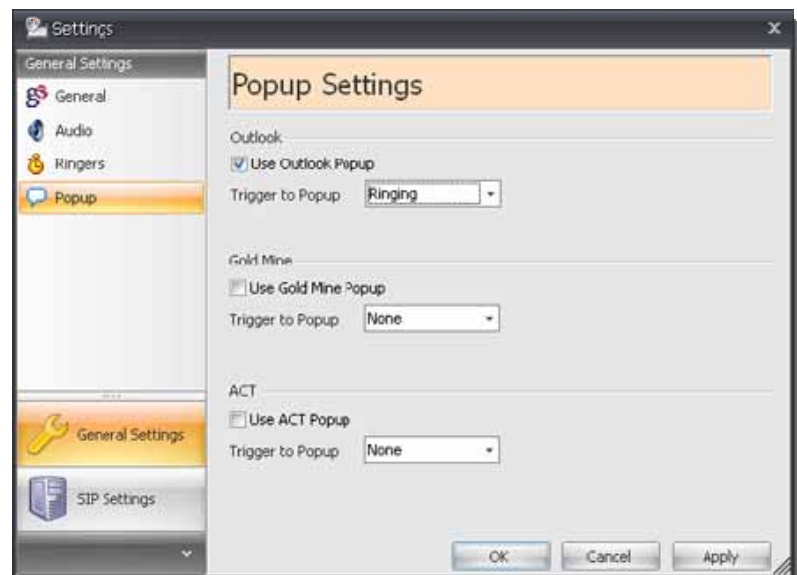 Settings
General Settings
General
Audio
Ringers
Popup
General Settings
SIP Settings
Popup Settings
Outlook
Use Outlook Popup
Trigger to Popup Ringing
Gold Mine
Use Gold Mine Popup
Trigger to Popup None
ACT
Use ACT Popup
Trigger to Popup None
OK Cancel Apply